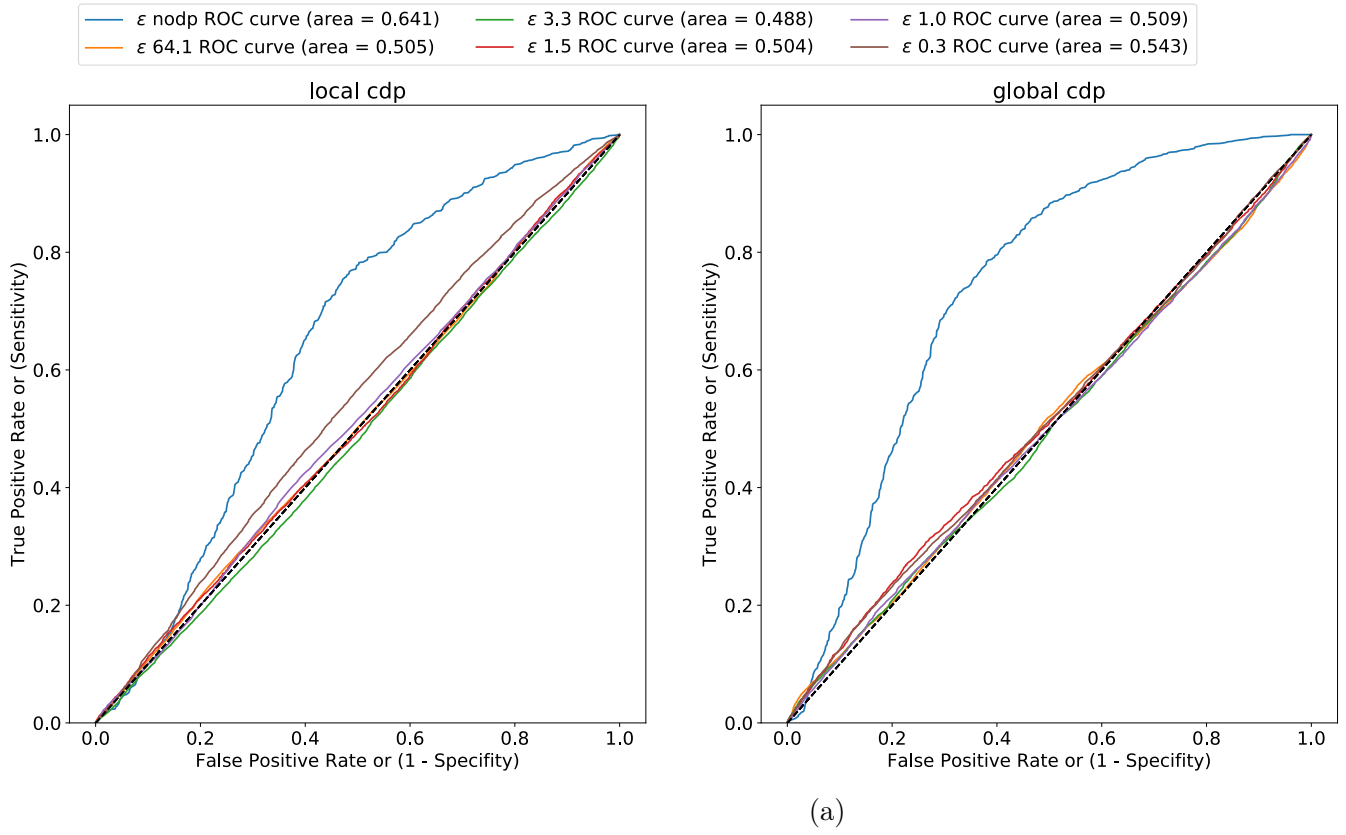 ε nodp ROC curve (area = 0.641) ε 3.3 ROC curve (area = 0.488) ε 1.0 ROC curve (area = 0.509)
ε 64.1 ROC curve (area = 0.505) ε 1.5 ROC curve (area = 0.504) ε 0.3 ROC curve (area = 0.543)
local cdp
True Positive Rate or (Sensitivity)
1.0
0.8
0.6
0.4
0.2
0.0
0.0 0.2 0.4 0.6 0.8 1.0
False Positive Rate or (1 - Specifity)
global cdp
True Positive Rate or (Sensitivity)
1.0
0.8
0.6
0.4
0.2
0.0
0.0 0.2 0.4 0.6 0.8 1.0
False Positive Rate or (1 - Specifity)
(a)